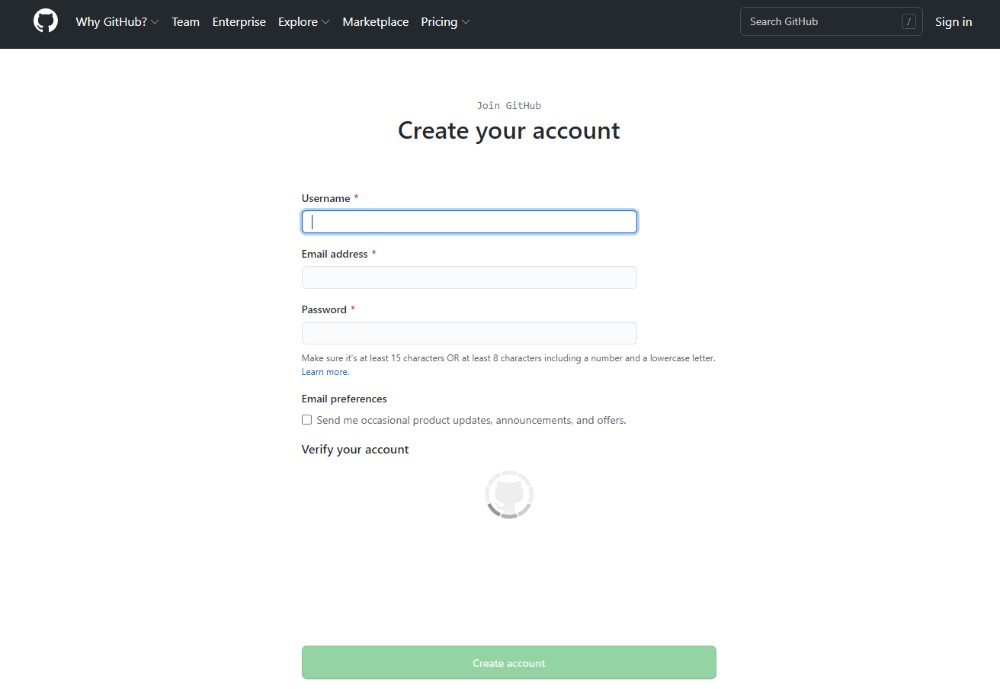 Why GitHub? Team Enterprise Explore Marketplace Pricing Search GitHub / Sign in
Join GitHub
Create your account
Username *
Email address *
Password *
Make sure it's at least 15 characters OR at least 8 characters including a number and a lowercase letter.
Learn more.
Email preferences
Send me occasional product updates, announcements, and offers.
Verify your account
Create account